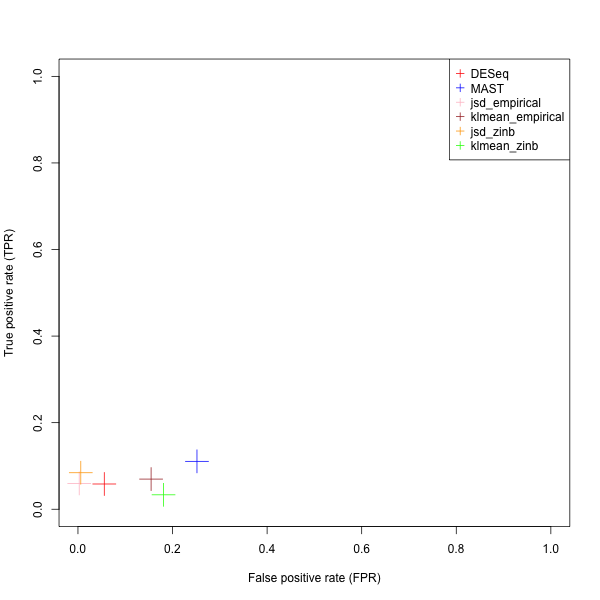 DESeq
MAST
jsd_empirical
klmean_empirical
jsd_zinb
klmean_zinb
1.0
0.8
0.6
0.4
0.2
0.0
True positive rate (TPR)
0.0 0.2 0.4 0.6 0.8 1.0
False positive rate (FPR)